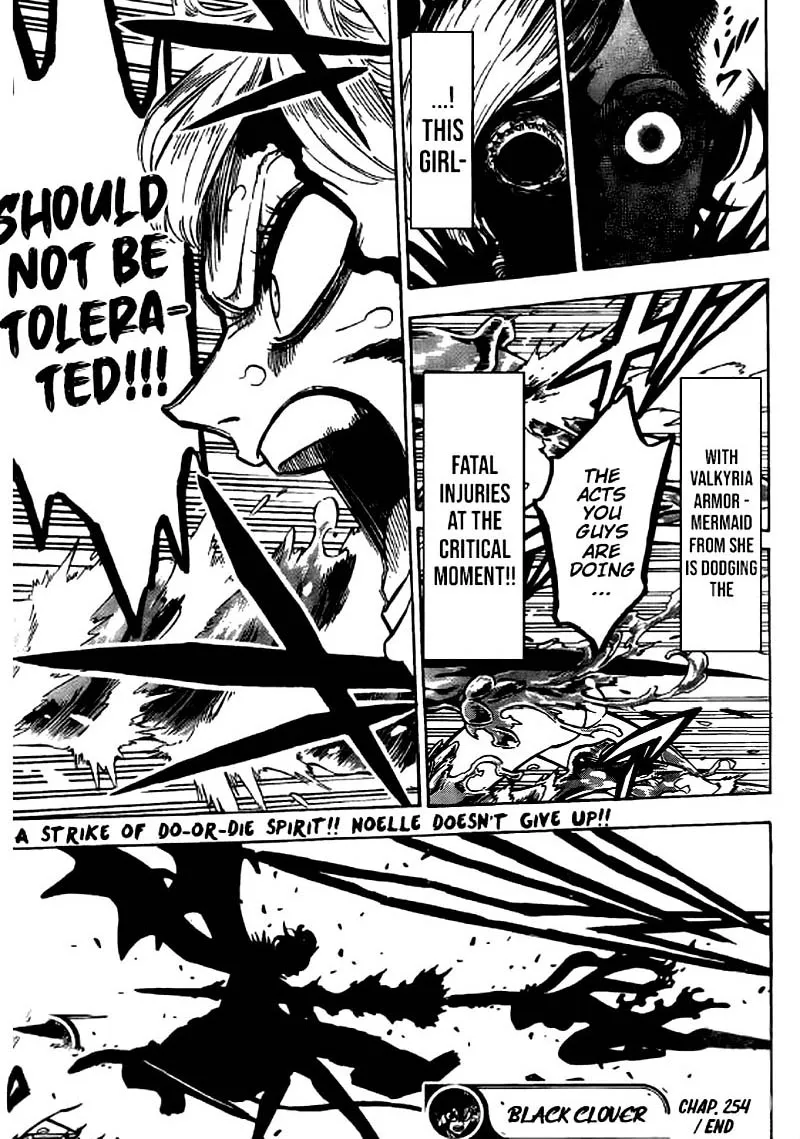 ...!
THIS
GIRL-
WITH
VALKYRIA
ARMOR -
MERMAID
FROM SHE
IS DODGING
THE
FATAL
INJURIES
AT THE
CRITICAL
MOMENT!!
THE
ACTS
YOU
GUYS
ARE
DOING
...
SHOULD
NOT BE
TOLERA-
TED!!!
A STRIKE OF DO-OR-DIE SPIRIT!! NOELLE DOESN'T GIVE UP!!
BLACK CLOVER
CHAP. 254
/ END